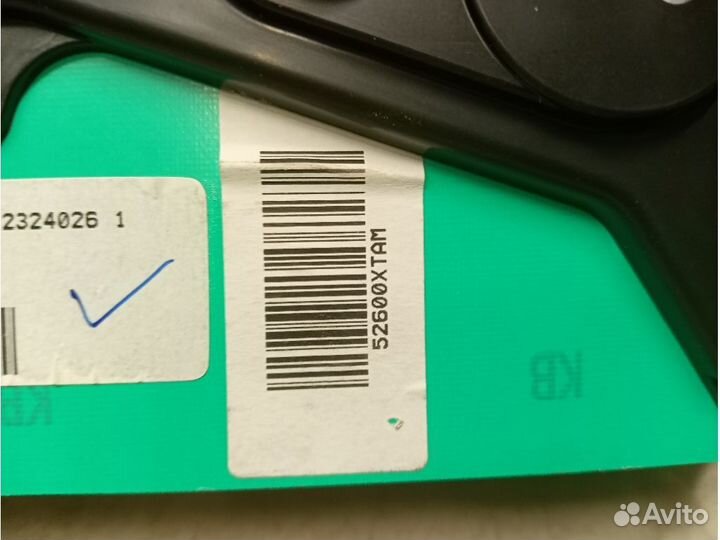 2324026 1
52600XTAM
KB
KB
Avito